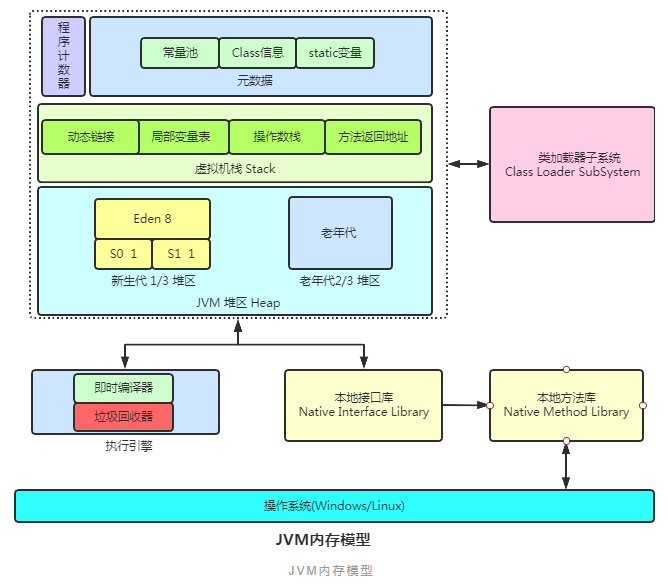 程
序
计
数
器
常量池
Class信息
static变量
元数据
动态链接
局部变量表
操作数栈
方法返回地址
虚拟机栈 Stack
类加载器子系统
Class Loader SubSystem
Eden 8
S0 1
S1 1
新生代 1/3 堆区
老年代
老年代2/3 堆区
JVM 堆区 Heap
即时编译器
垃圾回收器
执行引擎
本地接口库
Native Interface Library
本地方法库
Native Method Library
操作系统(Windows/Linux)
JVM内存模型
JVM内存模型